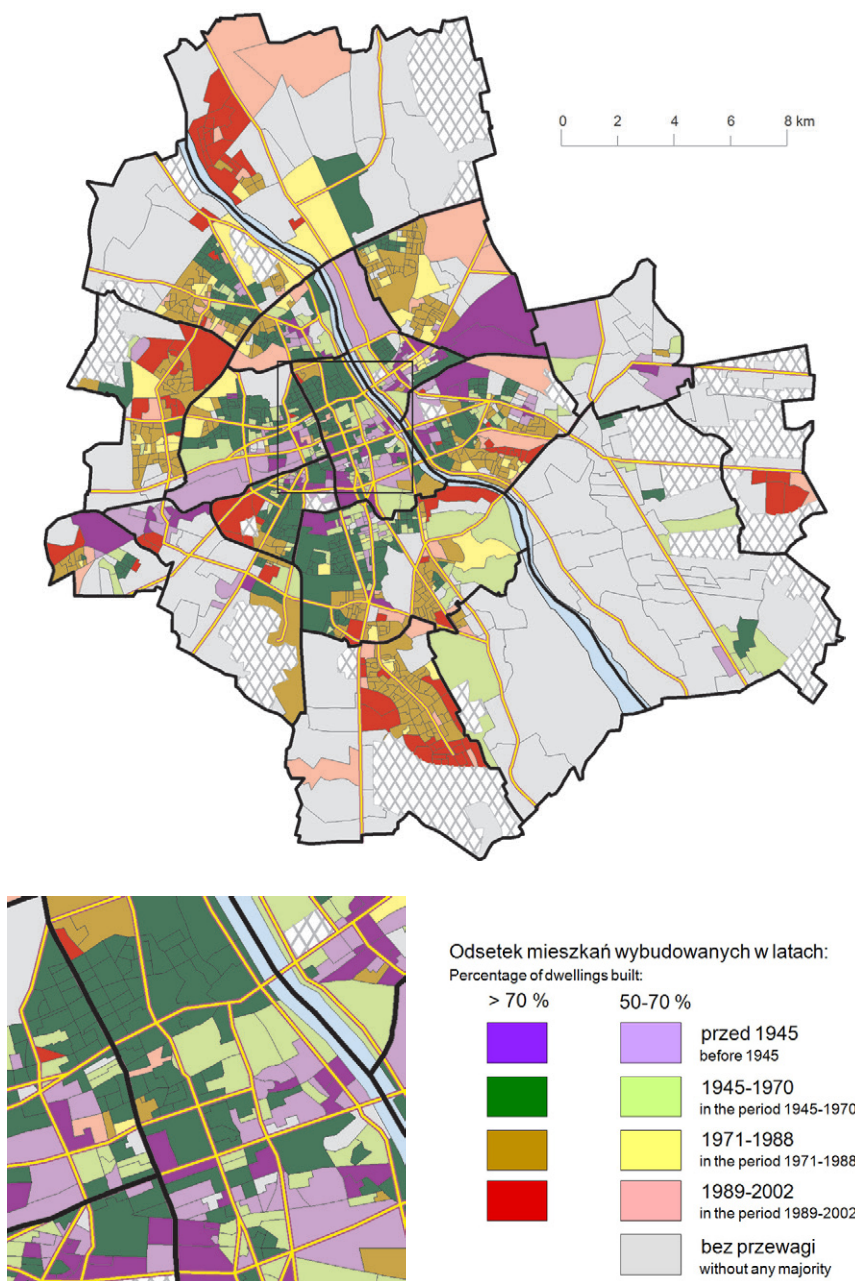 0 2 4 6 8 km
Odsetek mieszkań wybudowanych w latach:
Percentage of dwellings built:
> 70 % 50-70 %
przed 1945
before 1945
1945-1970
in the period 1945-1970
1971-1988
in the period 1971-1988
1989-2002
in the period 1989-2002
bez przewagi
without any majority